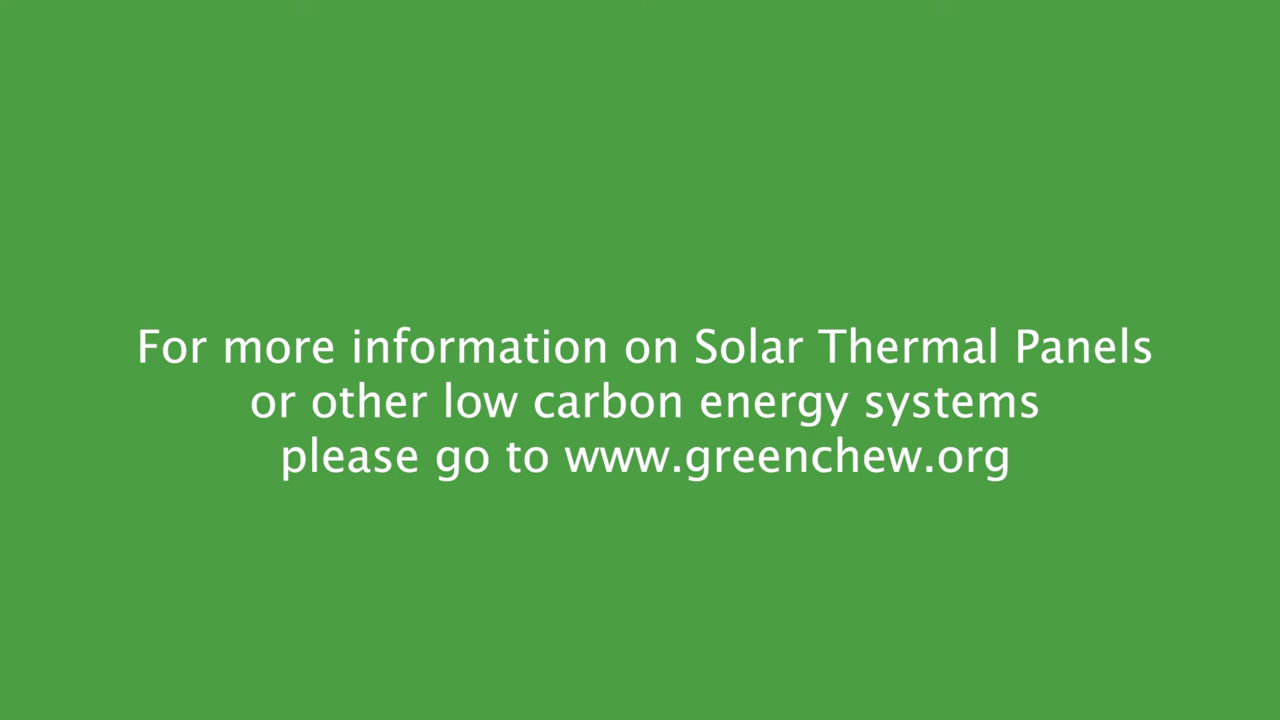 For more information on Solar Thermal Panels
or other low carbon energy systems
please go to www.greenchew.org